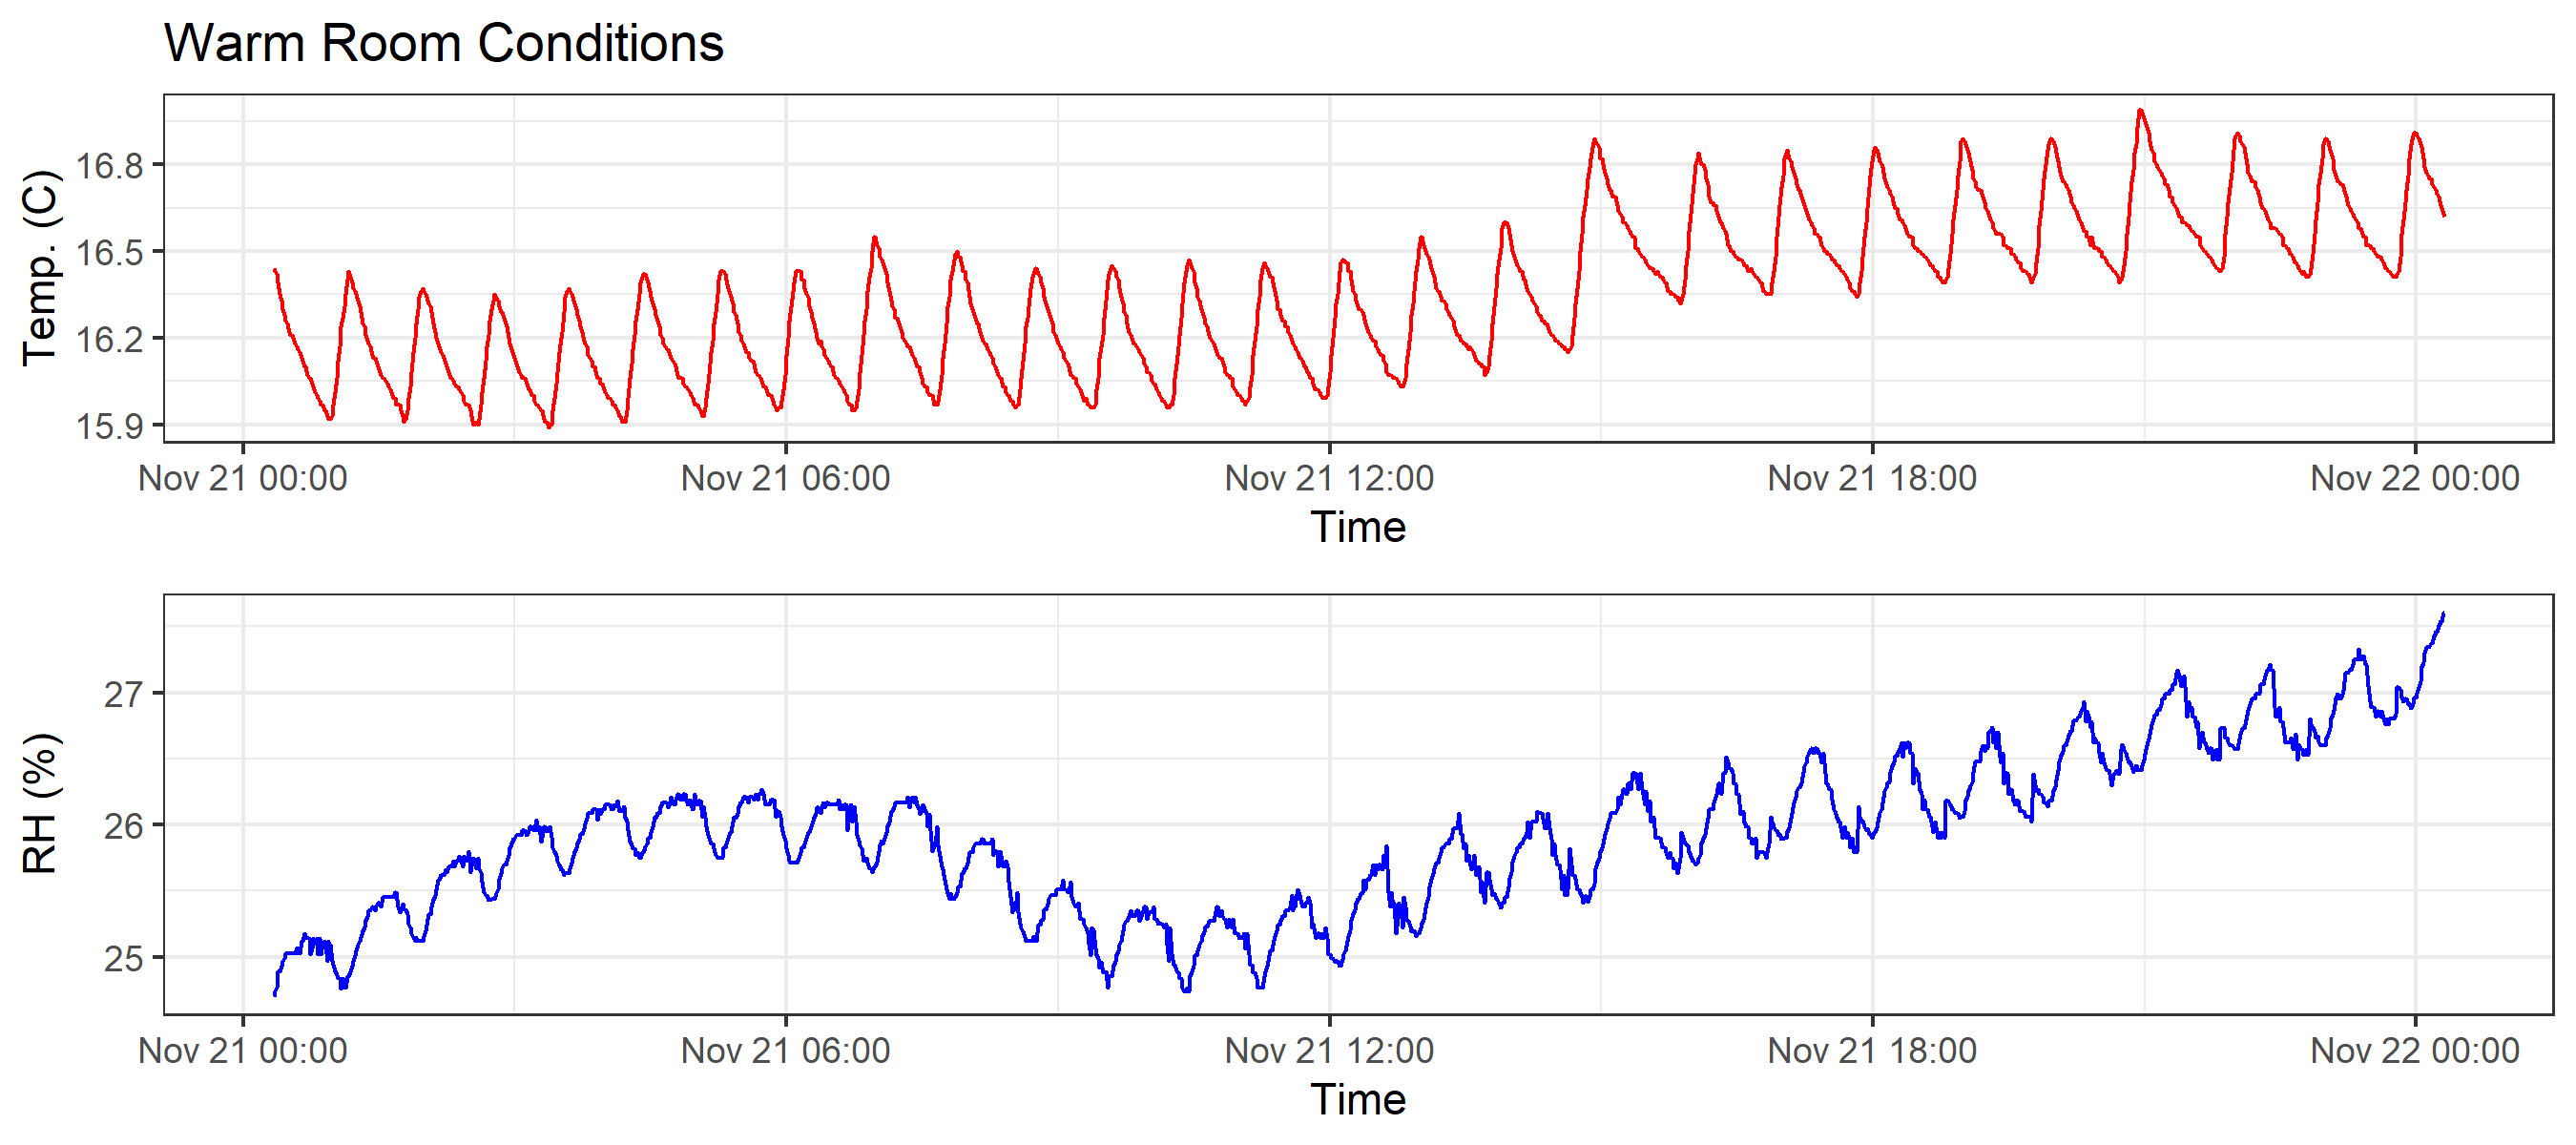 Warm Room Conditions
Temp. (C)
16.8
16.5
16.2
15.9
Nov 21 00:00 Nov 21 06:00 Nov 21 12:00 Nov 21 18:00 Nov 22 00:00
Time
RH (%)
27
26
25
Nov 21 00:00 Nov 21 06:00 Nov 21 12:00 Nov 21 18:00 Nov 22 00:00
Time